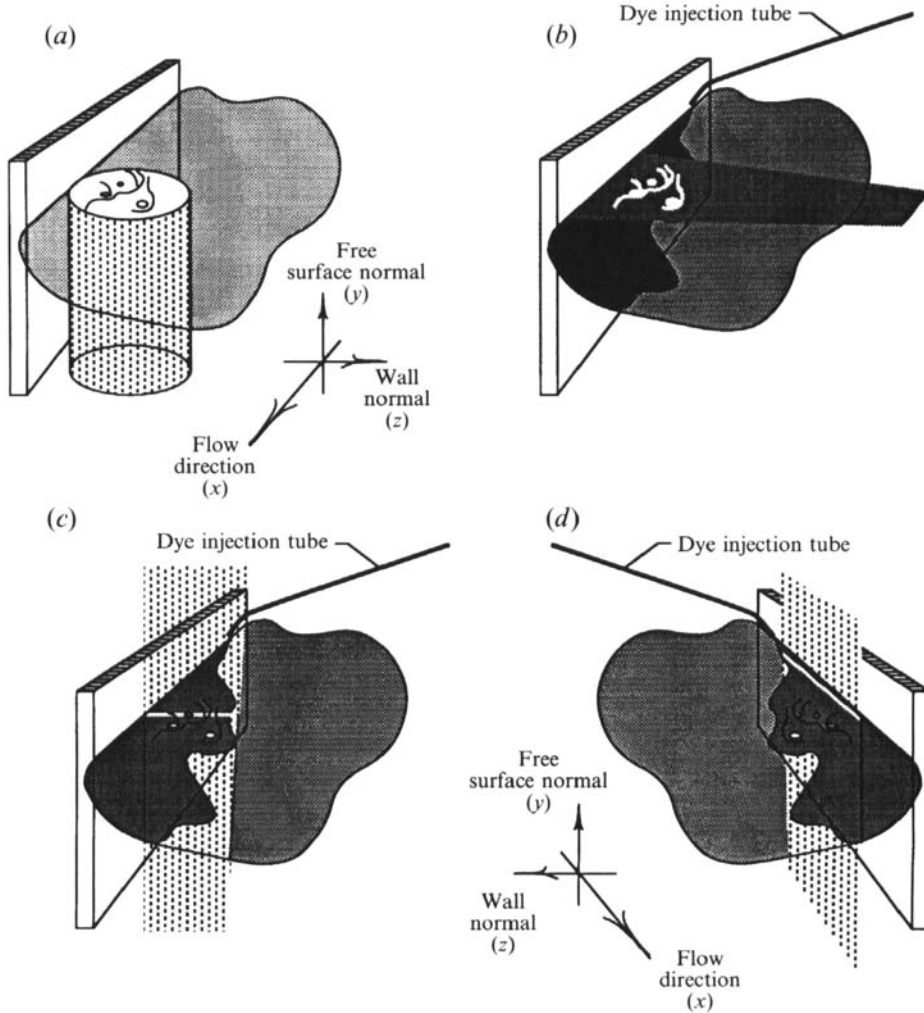 (a)
Free
surface normal
(y)
Wall
normal
(z)
Flow
direction
(x)
(b)
Dye injection tube
(c)
Dye injection tube
(d)
Dye injection tube
Free
surface normal
(y)
Wall
normal
(z)
Flow
direction
(x)